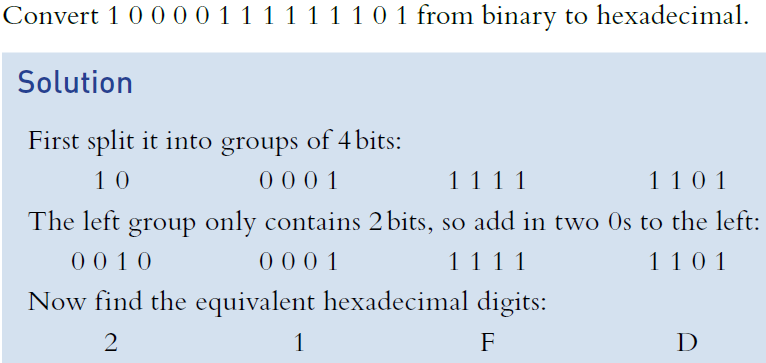 Convert 1 0 0 0 0 1 1 1 1 1 1 1 0 1 from binary to hexadecimal.
Solution
First split it into groups of 4 bits:
1 0 0 0 0 1 1 1 1 1 1 1 0 1
The left group only contains 2 bits, so add in two 0s to the left:
0 0 1 0 0 0 0 1 1 1 1 1 1 1 0 1
Now find the equivalent hexadecimal digits:
2 1 F D